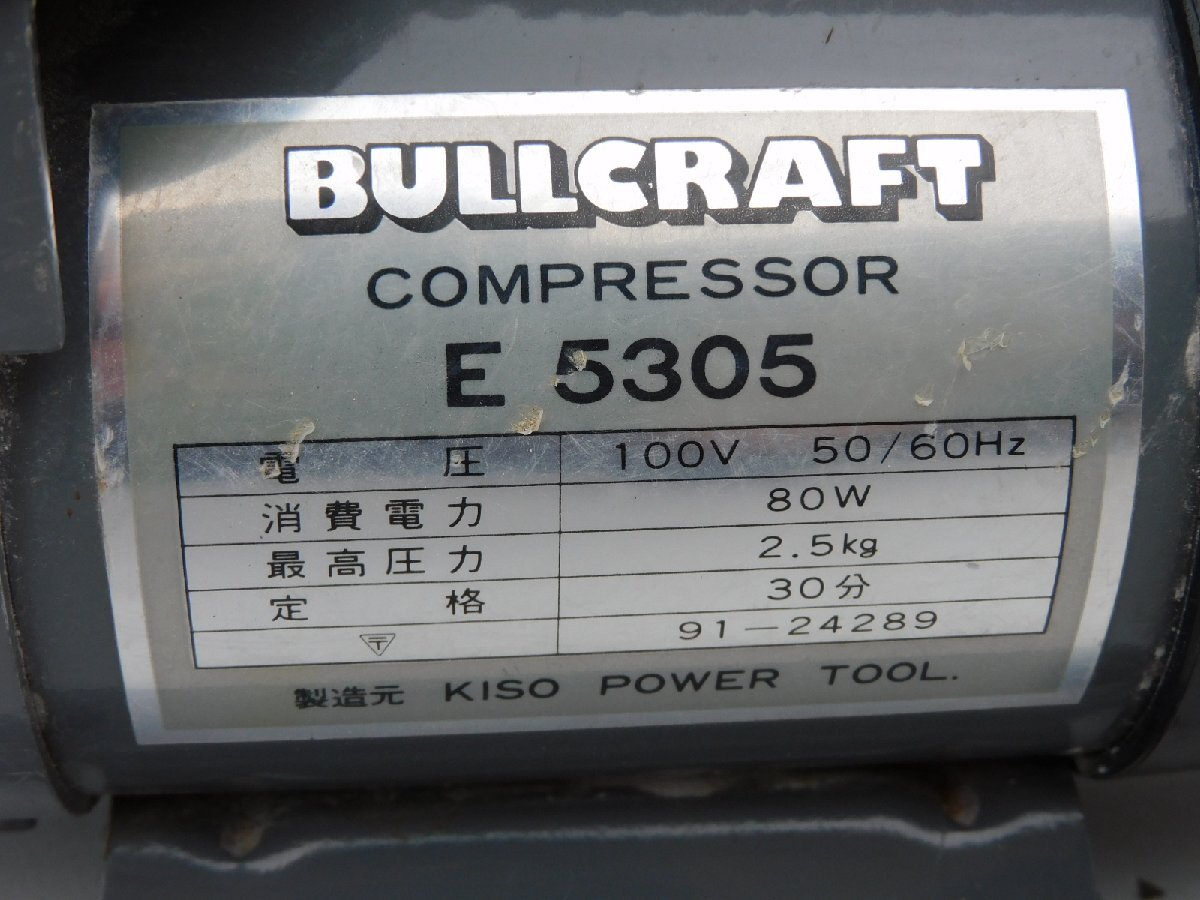 BULLCRAFT
COMPRESSOR
E 5305
電圧 100V 50/60Hz
消費電力 80W
最高圧力 2.5kg
定格 30分
〒 91-24289
製造元 KISO POWER TOOL.